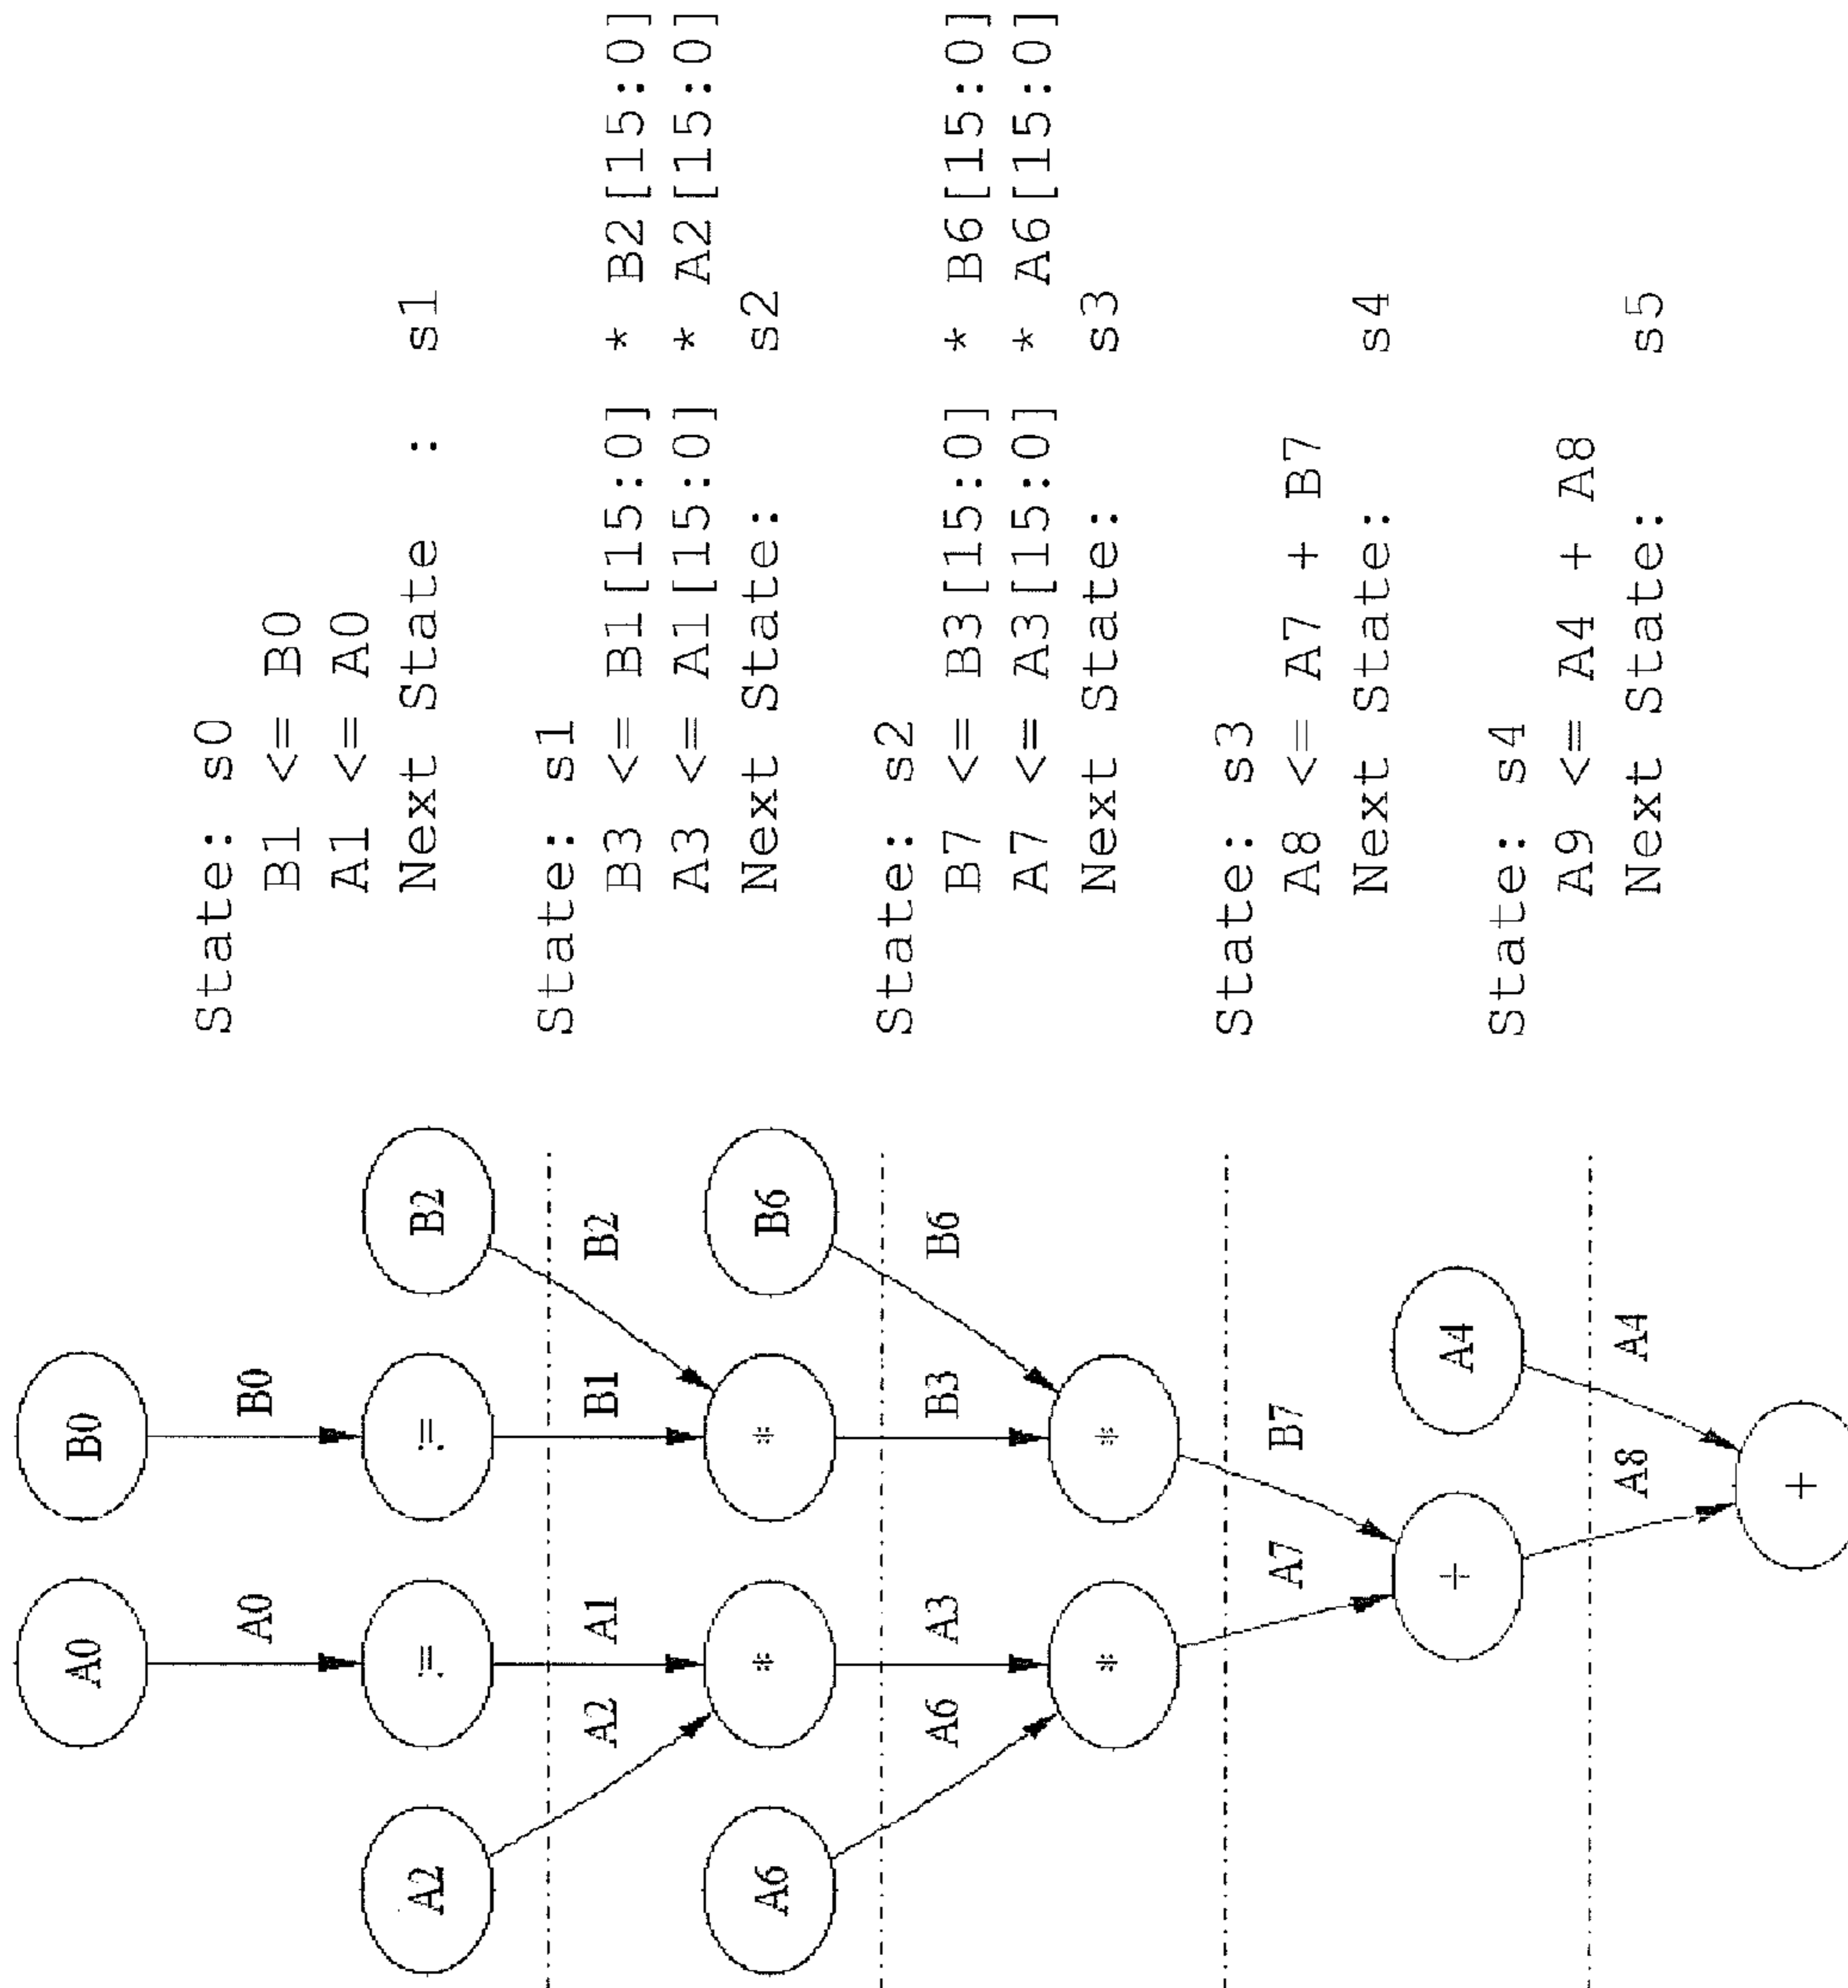 A0 B0
A0 B0
A2 := := B2
A2 A1 B1 B2
A6 * * B6
A6 A3 B3 B6
* *
A7 B7
+ A4
A8 A4
+
State: s0
B1 <= B0
A1 <= A0
Next State : s1
State: s1
B3 <= B1[15:0] * B2[15:0]
A3 <= A1[15:0] * A2[15:0]
Next State: s2
State: s2
B7 <= B3[15:0] * B6[15:0]
A7 <= A3[15:0] * A6[15:0]
Next State: s3
State: s3
A8 <= A7 + B7
Next State: s4
State: s4
A9 <= A4 + A8
Next State: s5